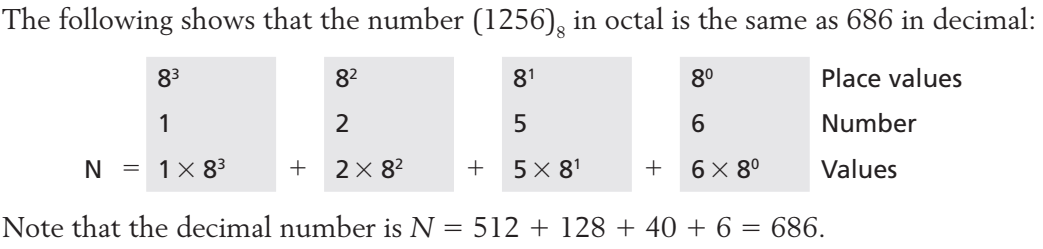 The following shows that the number (1256)₈ in octal is the same as 686 in decimal:
8³ 8² 8¹ 8⁰ Place values
1 2 5 6 Number
N = 1 × 8³ + 2 × 8² + 5 × 8¹ + 6 × 8⁰ Values
Note that the decimal number is N = 512 + 128 + 40 + 6 = 686.